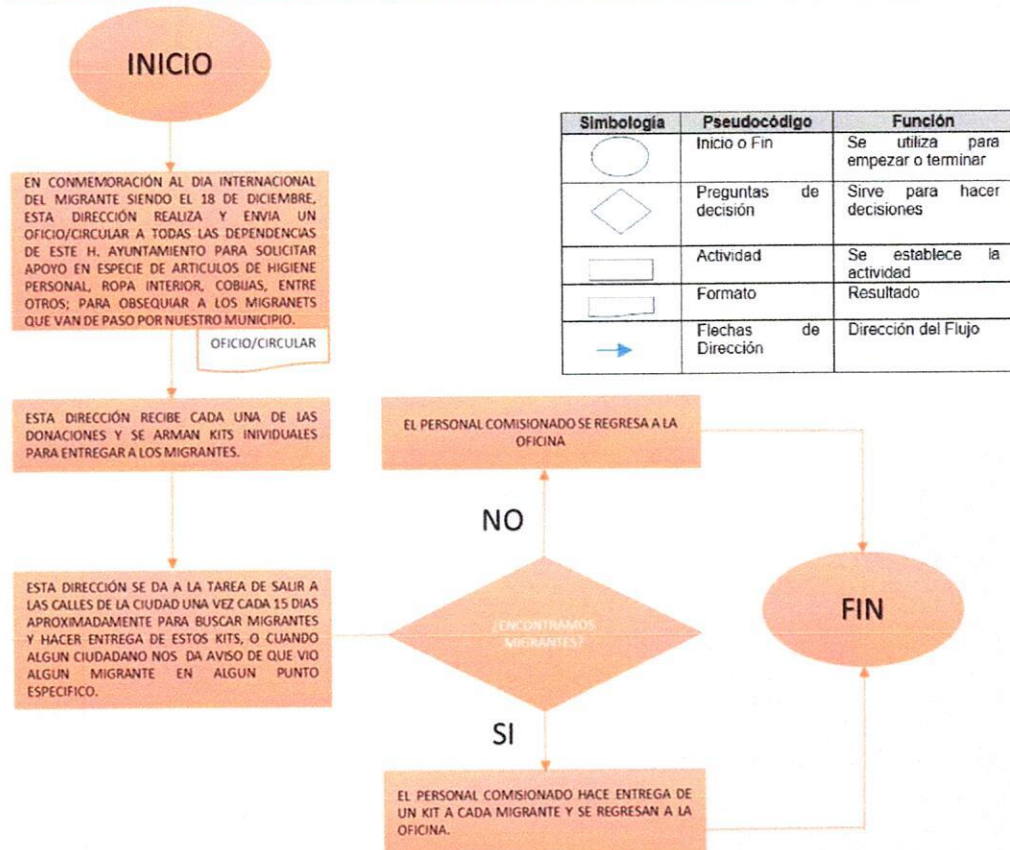 INICIO
EN CONMEMORACIÓN AL DIA INTERNACIONAL
DEL MIGRANTE SIENDO EL 18 DE DICIEMBRE,
ESTA DIRECCIÓN REALIZA Y ENVIA UN
OFICIO/CIRCULAR A TODAS LAS DEPENDENCIAS
DE ESTE H. AYUNTAMIENTO PARA SOLICITAR
APOYO EN ESPECIE DE ARTICULOS DE HIGIENE
PERSONAL, ROPA INTERIOR, COBIJAS, ENTRE
OTROS; PARA OBSEQUIAR A LOS MIGRANETS
QUE VAN DE PASO POR NUESTRO MUNICIPIO.
OFICIO/CIRCULAR
Simbología Pseudocódigo Función
Inicio o Fin Se utiliza para
empezar o terminar
Preguntas de Sirve para hacer
decisión decisiones
Actividad Se establece la
actividad
Formato Resultado
Flechas de Dirección del Flujo
Dirección
ESTA DIRECCIÓN RECIBE CADA UNA DE LAS
DONACIONES Y SE ARMAN KITS INIVIDUALES
PARA ENTREGAR A LOS MIGRANTES.
EL PERSONAL COMISIONADO SE REGRESA A LA
OFICINA
NO
ESTA DIRECCIÓN SE DA A LA TAREA DE SALIR A
LAS CALLES DE LA CIUDAD UNA VEZ CADA 15 DIAS
APROXIMADAMENTE PARA BUSCAR MIGRANTES
Y HACER ENTREGA DE ESTOS KITS, O CUANDO
ALGUN CIUDADANO NOS DA AVISO DE QUE VIO
ALGUN MIGRANTE EN ALGUN PUNTO
ESPECIFICO.
¿ENCONTRAMOS
MIGRANTES?
FIN
SI
EL PERSONAL COMISIONADO HACE ENTREGA DE
UN KIT A CADA MIGRANTE Y SE REGRESAN A LA
OFICINA.